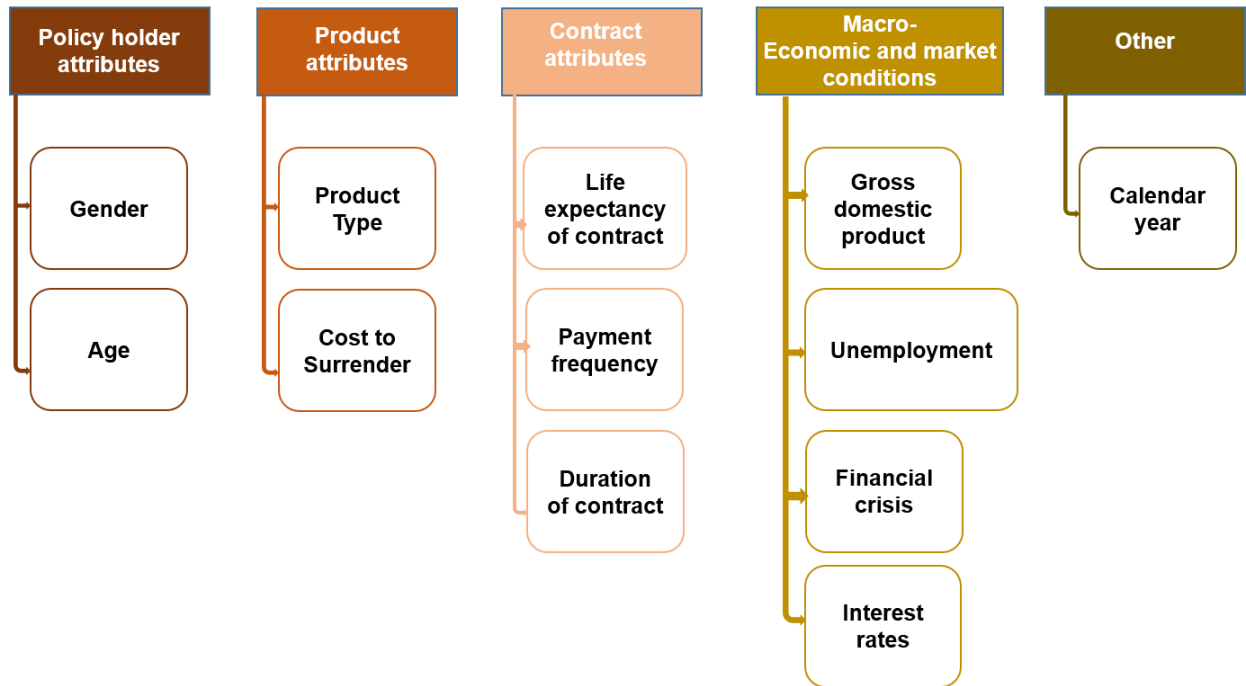 Policy holder
attributes
Gender
Age
Product
attributes
Product
Type
Cost to
Surrender
Contract
attributes
Life
expectancy
of contract
Payment
frequency
Duration
of contract
Macro-
Economic and market
conditions
Gross
domestic
product
Unemployment
Financial
crisis
Interest
rates
Other
Calendar
year